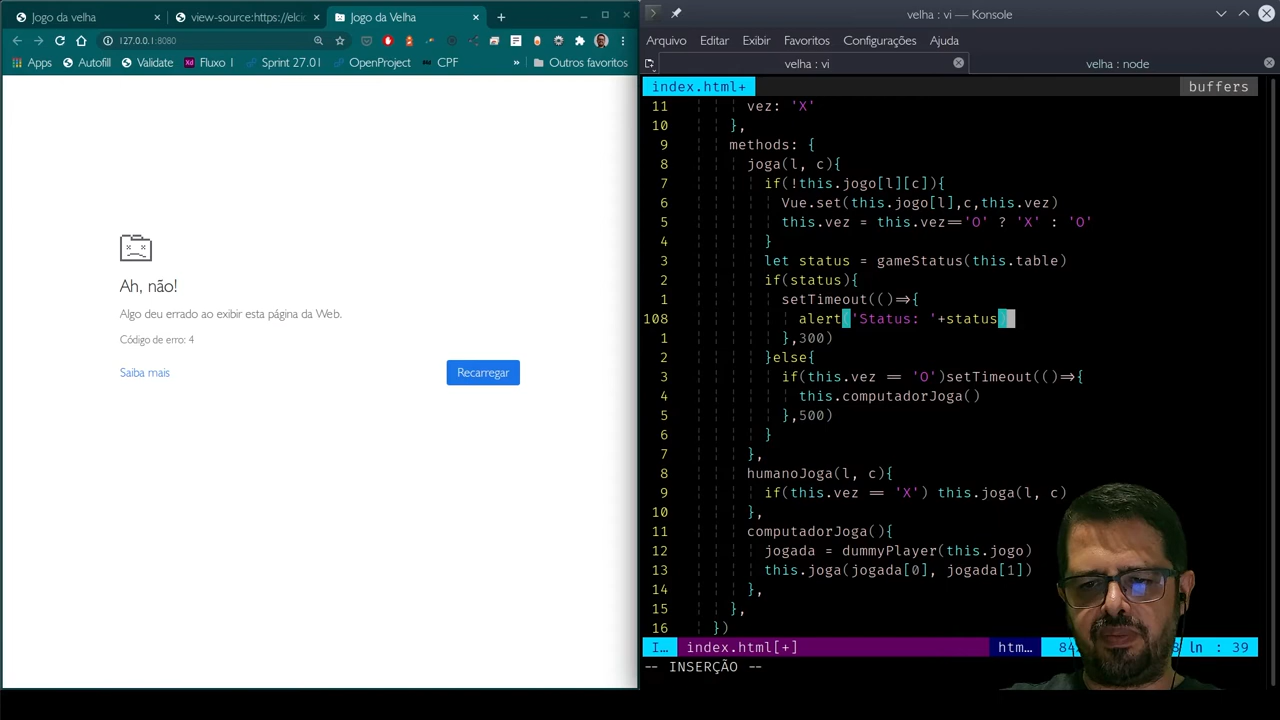 Jogo da velha
view-source:https://elcio
Jogo da Velha
127.0.0.1:8080
Apps
Autofill
Validate
Xd Fluxo 1
Sprint 27.01
OpenProject
CPF
»
Outros favoritos
Ah, não!
Algo deu errado ao exibir esta página da Web.
Código de erro: 4
Saiba mais
Recarregar
velha : vi — Konsole
Arquivo Editar Exibir Favoritos Configurações Ajuda
velha : vi
velha : node
index.html+
buffers
11 vez: 'X'
10 },
9 methods: {
8 joga(l, c){
7 if(!this.jogo[l][c]){
6 Vue.set(this.jogo[l],c,this.vez)
5 this.vez = this.vez=='O' ? 'X' : 'O'
4 }
3 let status = gameStatus(this.table)
2 if(status){
1 setTimeout(()=>{
108 alert('Status: '+status)
1 },300)
2 }else{
3 if(this.vez == 'O')setTimeout(()=>{
4 this.computadorJoga()
5 },500)
6 }
7 },
8 humanoJoga(l, c){
9 if(this.vez == 'X') this.joga(l, c)
10 },
11 computadorJoga(){
12 jogada = dummyPlayer(this.jogo)
13 this.joga(jogada[0], jogada[1])
14 },
15 },
16 })
I… index.html[+] htm… ln : 39
-- INSERÇÃO --